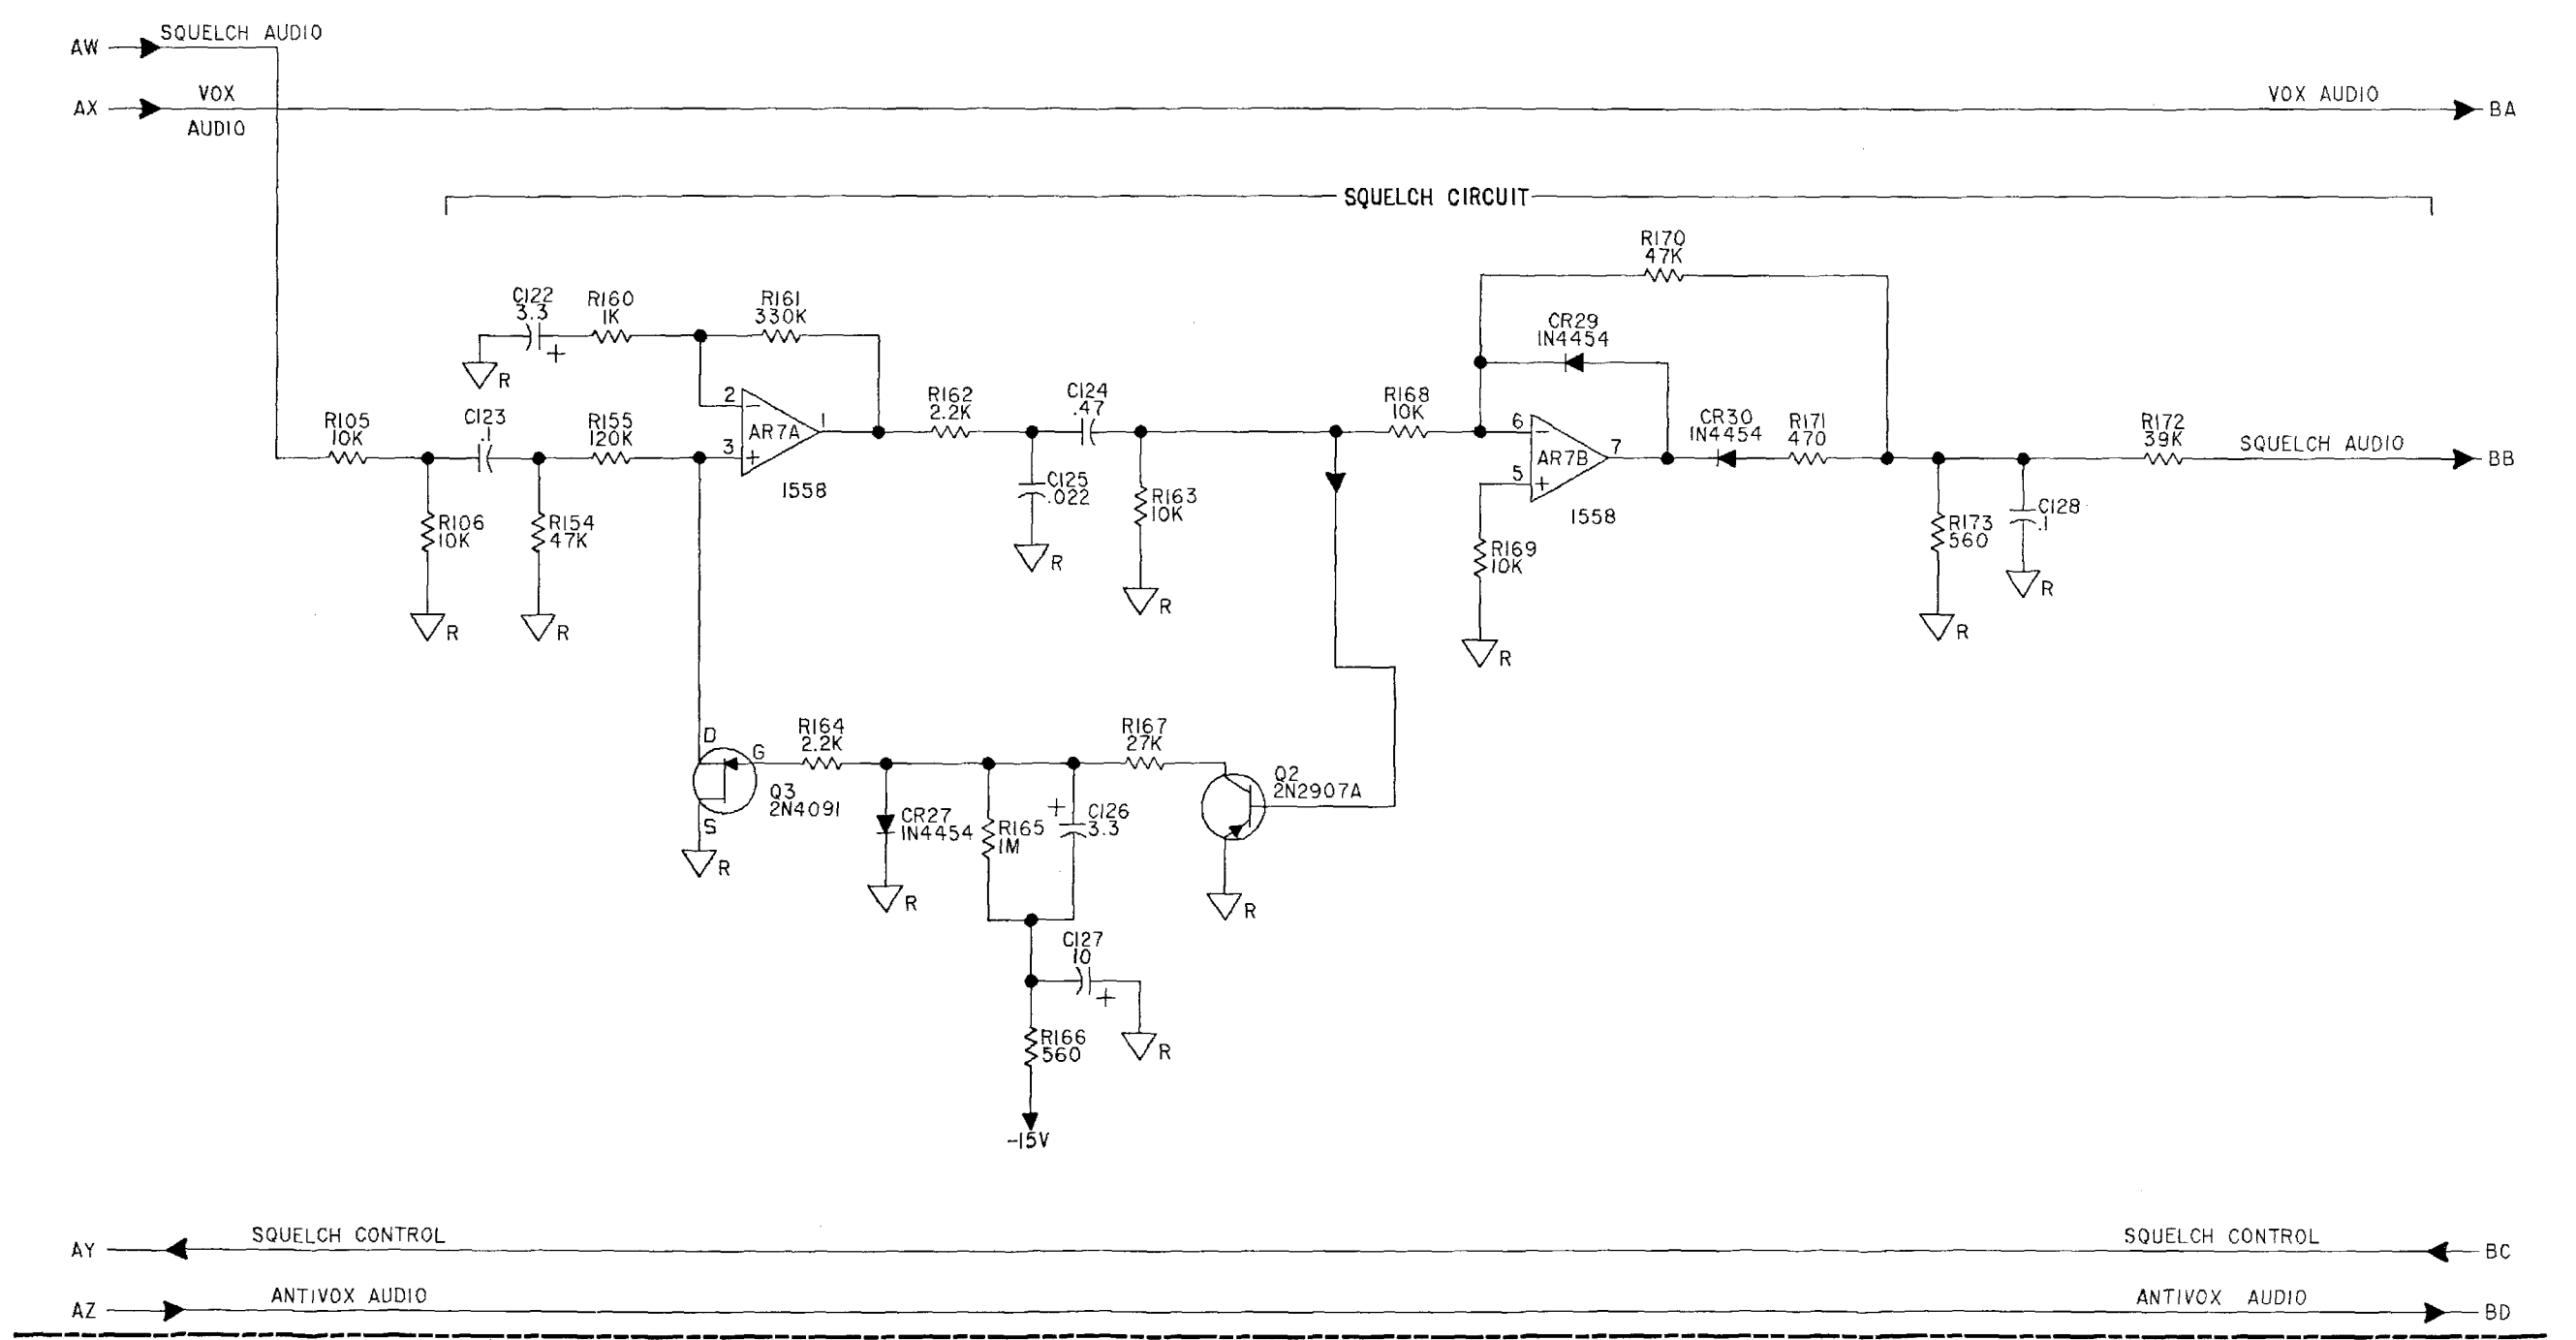 AW SQUELCH AUDIO
AX VOX AUDIO VOX AUDIO BA
SQUELCH CIRCUIT
R170
47K
C122
3.3
+
R
R160
1K
R161
330K
CR29
1N4454
R105
10K
C123
.1
R155
120K
2
3
1
−
+
AR7A
1558
R162
2.2K
C124
.47
R168
10K
6
5
7
−
+
AR7B
1558
CR30
1N4454
R171
470
R172
39K
SQUELCH AUDIO BB
R106
10K
R
R154
47K
R
C125
.022
R
R163
10K
R
R169
10K
R
R173
560
R
C128
.1
R
D
G
S
R
Q3
2N4091
R164
2.2K
CR27
1N4454
R
R165
1M
+
C126
3.3
R167
27K
Q2
2N2907A
R
C127
10
+
R
R166
560
-15V
AY SQUELCH CONTROL SQUELCH CONTROL BC
AZ ANTIVOX AUDIO ANTIVOX AUDIO BD